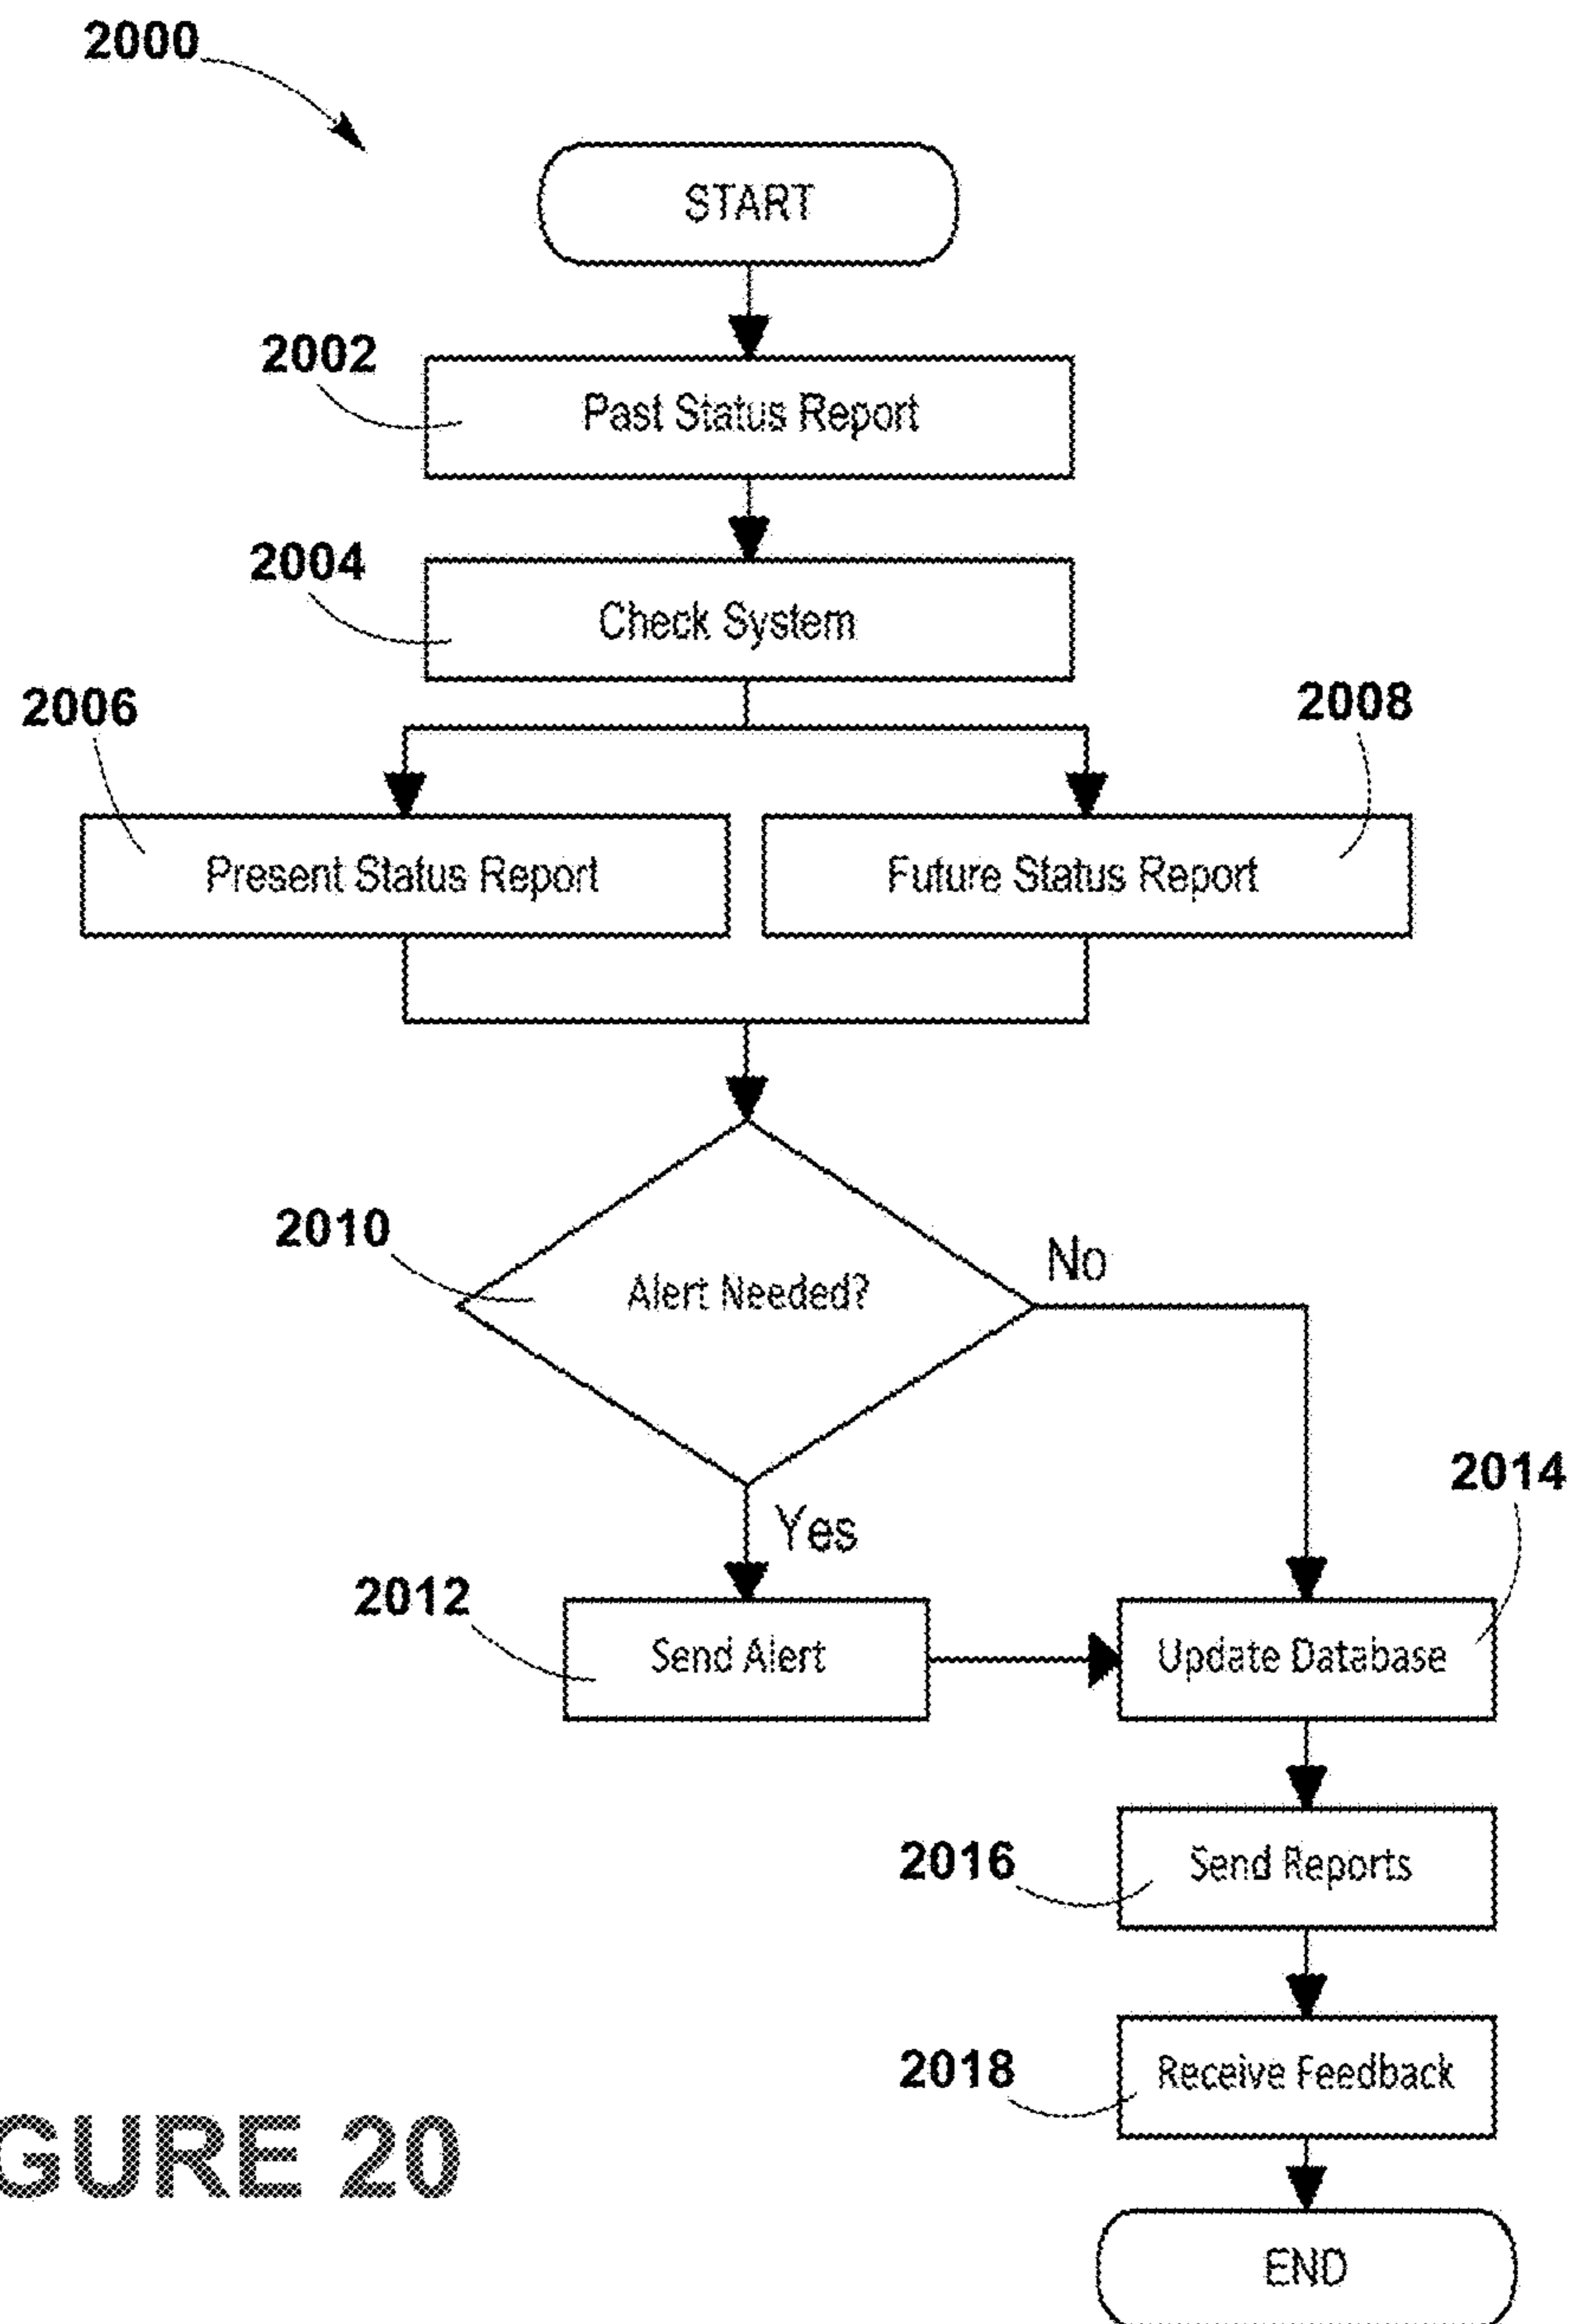 2000
START
2002
Past Status Report
2004
Check System
2006
2008
Present Status Report
Future Status Report
2010
Alert Needed?
No
Yes
2014
2012
Send Alert
Update Database
2016
Send Reports
2018
Receive Feedback
GURE 20
END